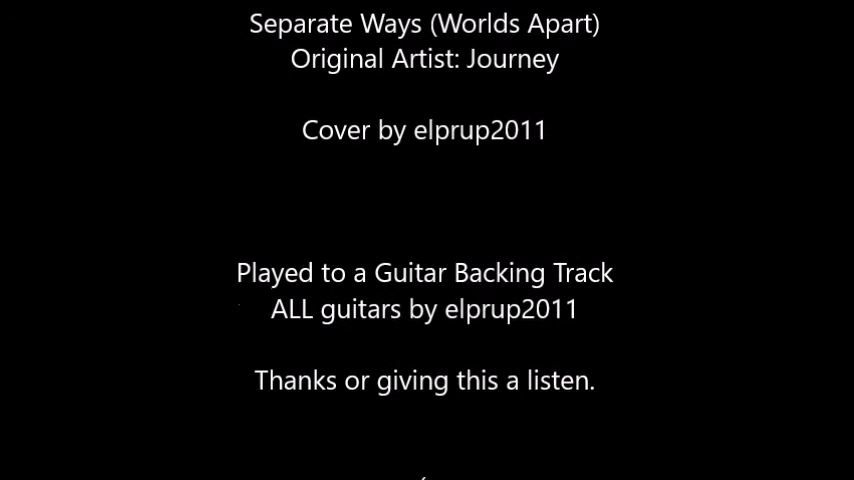 Separate Ways (Worlds Apart)
Original Artist: Journey
Cover by elprup2011
Played to a Guitar Backing Track
ALL guitars by elprup2011
Thanks or giving this a listen.